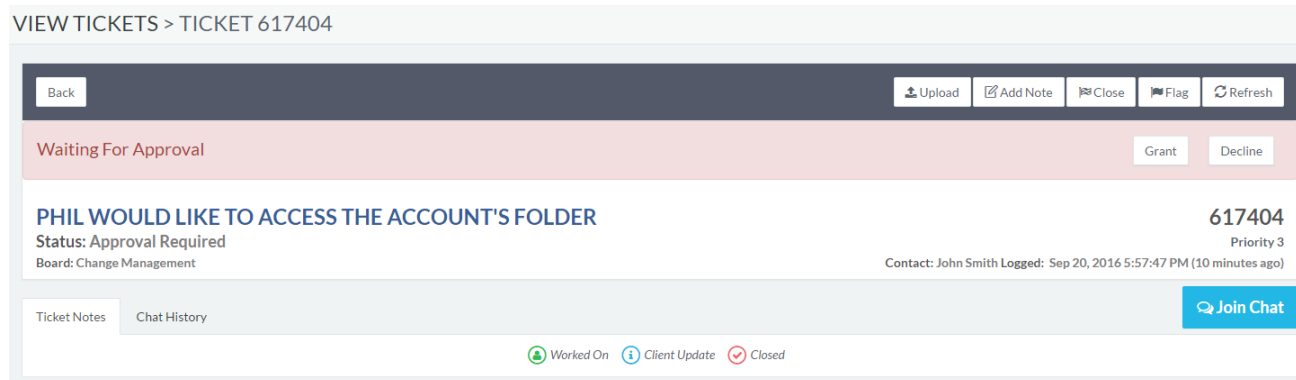 VIEW TICKETS > TICKET 617404
Back
Upload
Add Note
Close
Flag
Refresh
Waiting For Approval
Grant
Decline
PHIL WOULD LIKE TO ACCESS THE ACCOUNT'S FOLDER
617404
Status: Approval Required
Priority 3
Board: Change Management
Contact: John Smith Logged: Sep 20, 2016 5:57:47 PM (10 minutes ago)
Join Chat
Ticket Notes
Chat History
Worked On
Client Update
Closed